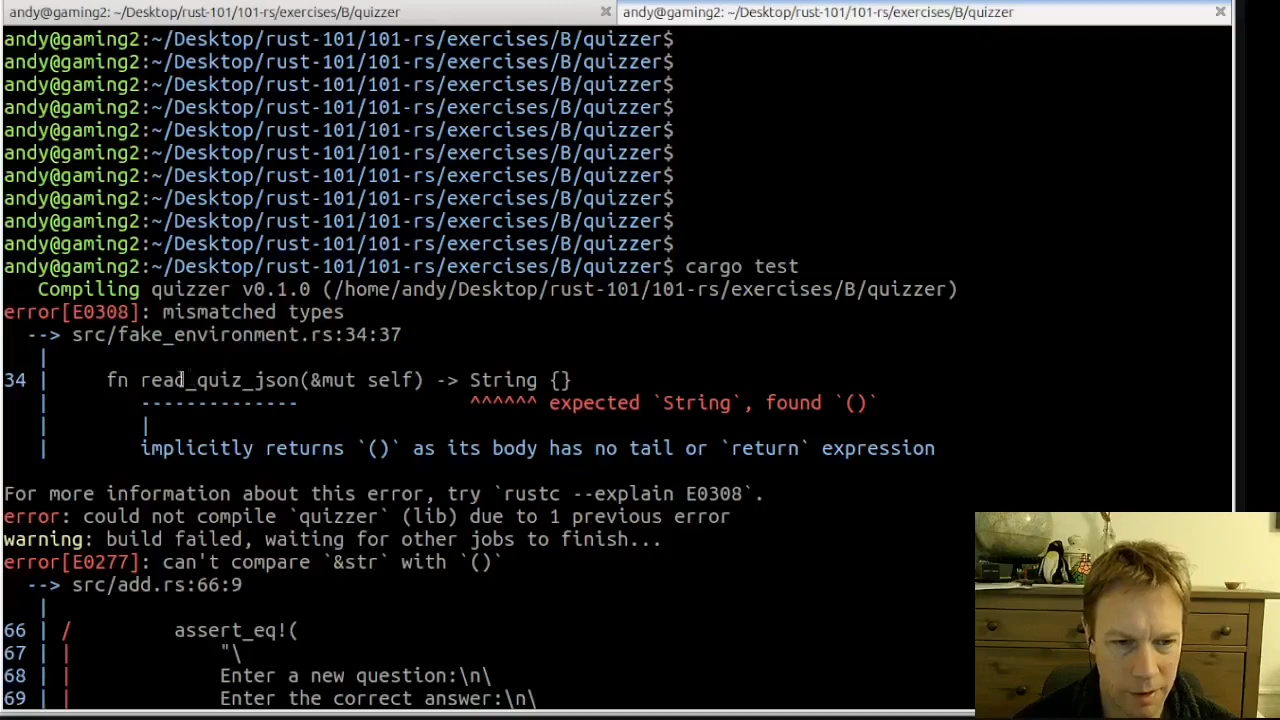 andy@gaming2: ~/Desktop/rust-101/101-rs/exercises/B/quizzer
andy@gaming2: ~/Desktop/rust-101/101-rs/exercises/B/quizzer
andy@gaming2:~/Desktop/rust-101/101-rs/exercises/B/quizzer$
andy@gaming2:~/Desktop/rust-101/101-rs/exercises/B/quizzer$
andy@gaming2:~/Desktop/rust-101/101-rs/exercises/B/quizzer$
andy@gaming2:~/Desktop/rust-101/101-rs/exercises/B/quizzer$
andy@gaming2:~/Desktop/rust-101/101-rs/exercises/B/quizzer$
andy@gaming2:~/Desktop/rust-101/101-rs/exercises/B/quizzer$
andy@gaming2:~/Desktop/rust-101/101-rs/exercises/B/quizzer$
andy@gaming2:~/Desktop/rust-101/101-rs/exercises/B/quizzer$
andy@gaming2:~/Desktop/rust-101/101-rs/exercises/B/quizzer$
andy@gaming2:~/Desktop/rust-101/101-rs/exercises/B/quizzer$
andy@gaming2:~/Desktop/rust-101/101-rs/exercises/B/quizzer$ cargo test
   Compiling quizzer v0.1.0 (/home/andy/Desktop/rust-101/101-rs/exercises/B/quizzer)
error[E0308]: mismatched types
  --> src/fake_environment.rs:34:37
   |
34 |     fn read_quiz_json(&mut self) -> String {}
   |        --------------               ^^^^^^ expected `String`, found `()`
   |        |
   |        implicitly returns `()` as its body has no tail or `return` expression
For more information about this error, try `rustc --explain E0308`.
error: could not compile `quizzer` (lib) due to 1 previous error
warning: build failed, waiting for other jobs to finish...
error[E0277]: can't compare `&str` with `()`
  --> src/add.rs:66:9
   |
66 | /         assert_eq!(
67 | |             "\
68 | |             Enter a new question:\n\
69 | |             Enter the correct answer:\n\